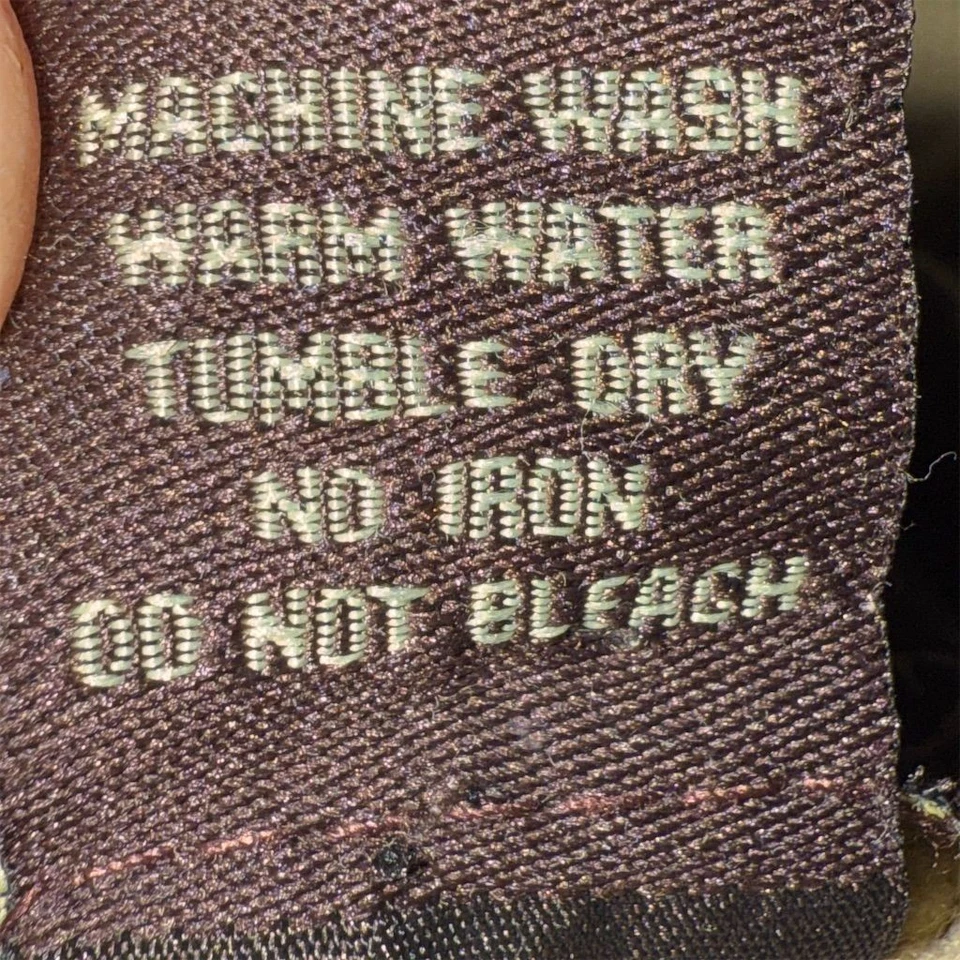 MACHINE WASH
WARM WATER
TUMBLE DRY
NO IRON
DO NOT BLEACH